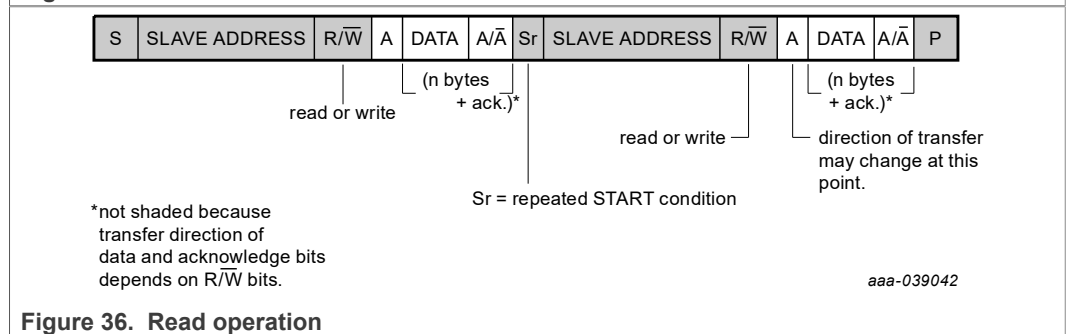 S SLAVE ADDRESS R/W̅ A DATA A/A̅ Sr SLAVE ADDRESS R/W̅ A DATA A/A̅ P
(n bytes
+ ack.)*
read or write
(n bytes
+ ack.)*
read or write
direction of transfer
may change at this
point.
Sr = repeated START condition
*not shaded because
transfer direction of
data and acknowledge bits
depends on R/W̅ bits.
aaa-039042
Figure 36. Read operation